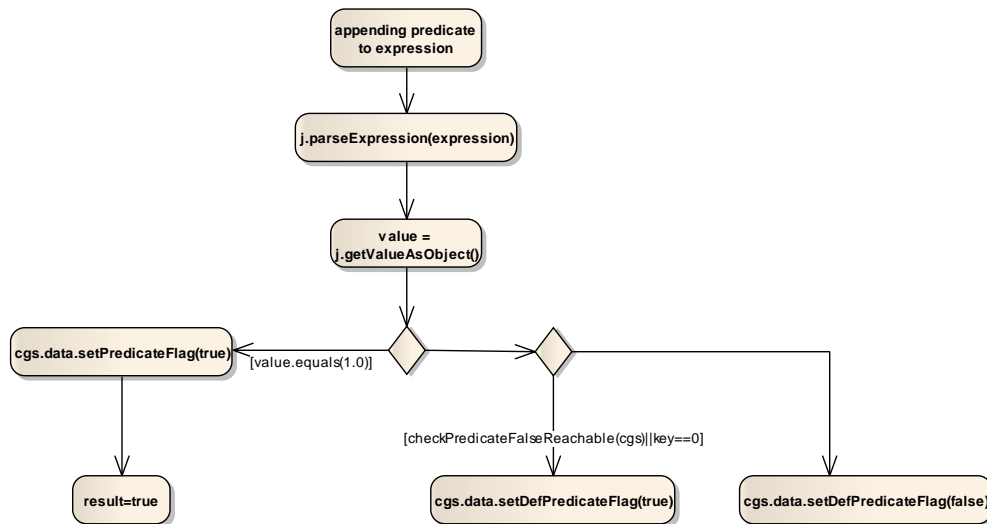 appending predicate
to expression
j.parseExpression(expression)
value =
j.getValueAsObject()
cgs.data.setPredicateFlag(true)
[value.equals(1.0)]
[checkPredicateFalseReachable(cgs)||key==0]
result=true
cgs.data.setDefPredicateFlag(true)
cgs.data.setDefPredicateFlag(false)